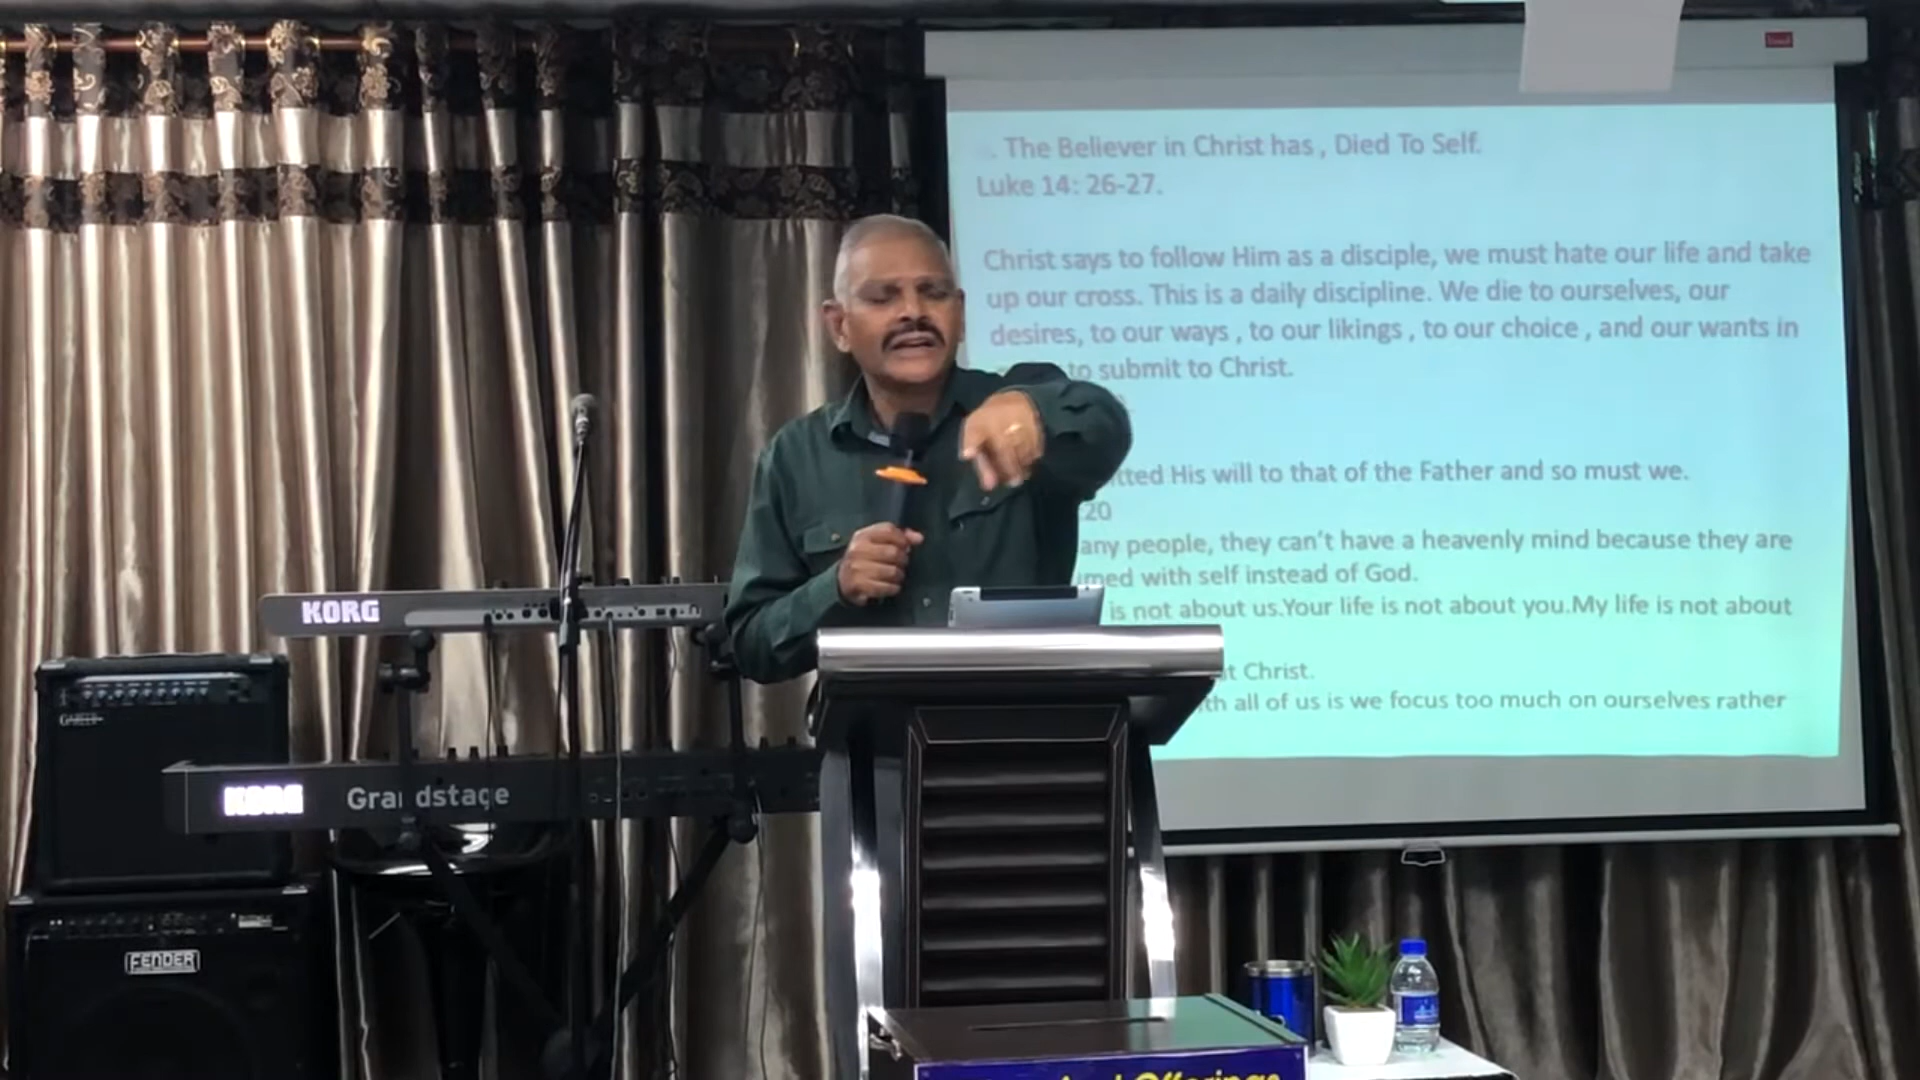 . The Believer in Christ has , Died To Self.
Luke 14: 26-27.
Christ says to follow Him as a disciple, we must hate our life and take
up our cross. This is a daily discipline. We die to ourselves, our
desires, to our ways , to our likings , to our choice , and our wants in
to submit to Christ.
His will to that of the Father and so must we.
:20
any people, they can't have a heavenly mind because they are
with self instead of God.
is not about us.Your life is not about you.My life is not about
Christ.
all of us is we focus too much on ourselves rather
KORG
KORG Grandstage
FENDER
Offerings